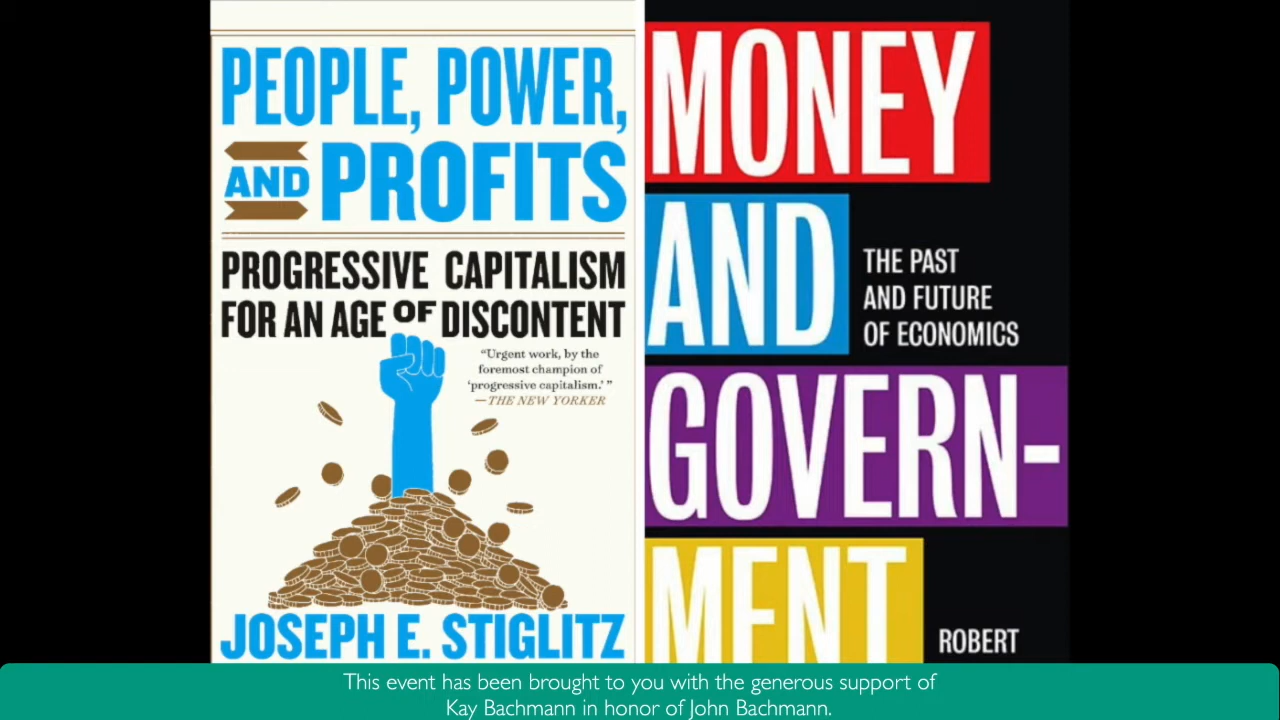 PEOPLE, POWER,
AND PROFITS
PROGRESSIVE CAPITALISM
FOR AN AGE OF DISCONTENT
“Urgent work, by the
foremost champion of
‘progressive capitalism.’ ”
—THE NEW YORKER
JOSEPH E. STIGLITZ
MONEY
AND
THE PAST
AND FUTURE
OF ECONOMICS
GOVERN-
MENT
ROBERT
This event has been brought to you with the generous support of
Kay Bachmann in honor of John Bachmann.